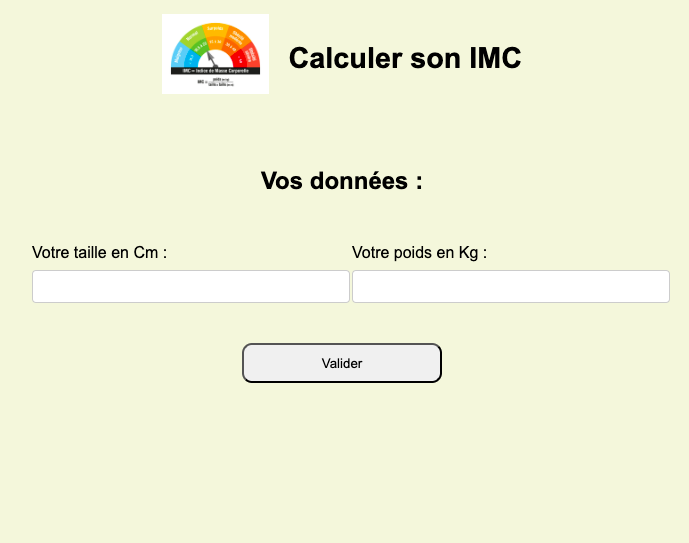 Calculer son IMC
IMC = Indice de Masse Corporelle
Vos données :
Votre taille en Cm :
Votre poids en Kg :
Valider